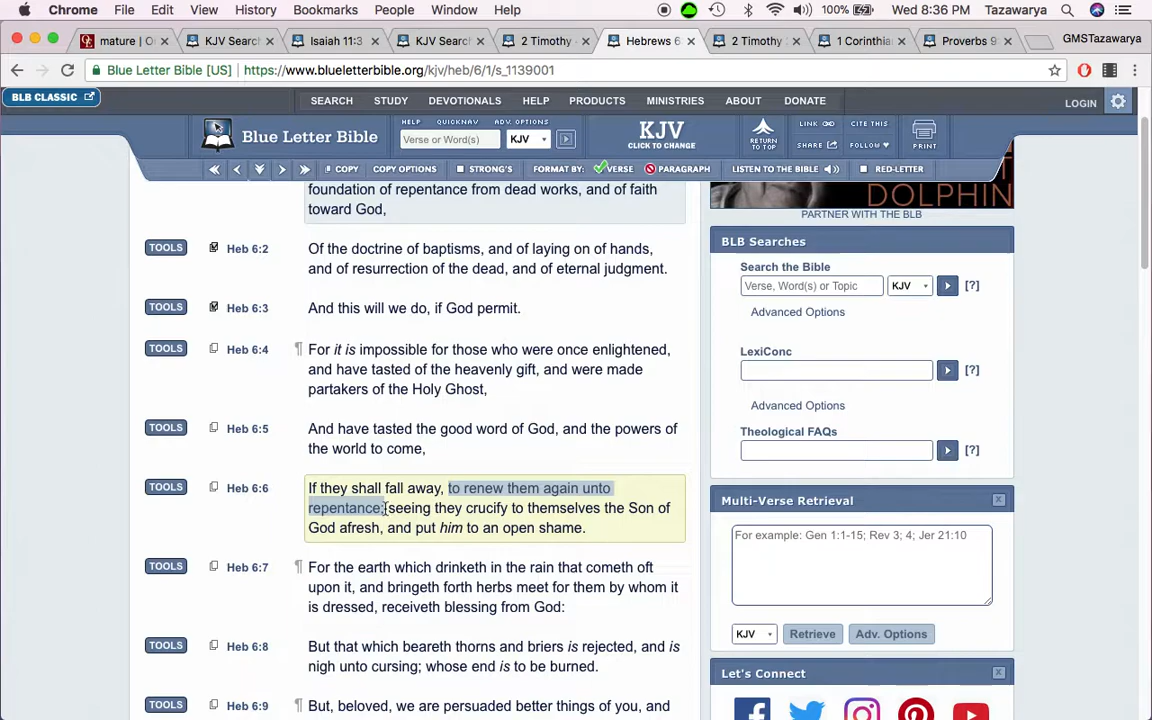 Chrome File Edit View History Bookmarks People Window Help 100% Wed 8:36 PM Tazawarya
mature | O KJV Searc Isaiah 11:3 KJV Searc 2 Timothy Hebrews 6: 2 Timothy 1 Corinthia Proverbs 9 GMSTazawarya
Blue Letter Bible [US] https://www.blueletterbible.org/kjv/heb/6/1/s_1139001
BLB CLASSIC SEARCH STUDY DEVOTIONALS HELP PRODUCTS MINISTRIES ABOUT DONATE LOGIN
HELP QUICKNAV ADV. OPTIONS
Blue Letter Bible Verse or Word(s) KJV
KJV
CLICK TO CHANGE
RETURN TO TOP
LINK CITE THIS
SHARE FOLLOW PRINT
COPY COPY OPTIONS STRONG'S FORMAT BY: VERSE PARAGRAPH LISTEN TO THE BIBLE RED-LETTER
foundation of repentance from dead works, and of faith
toward God,
TOOLS Heb 6:2 Of the doctrine of baptisms, and of laying on of hands,
and of resurrection of the dead, and of eternal judgment.
TOOLS Heb 6:3 And this will we do, if God permit.
TOOLS Heb 6:4 ¶ For it is impossible for those who were once enlightened,
and have tasted of the heavenly gift, and were made
partakers of the Holy Ghost,
TOOLS Heb 6:5 And have tasted the good word of God, and the powers of
the world to come,
TOOLS Heb 6:6 If they shall fall away, to renew them again unto
repentance; seeing they crucify to themselves the Son of
God afresh, and put him to an open shame.
TOOLS Heb 6:7 ¶ For the earth which drinketh in the rain that cometh oft
upon it, and bringeth forth herbs meet for them by whom it
is dressed, receiveth blessing from God:
TOOLS Heb 6:8 But that which beareth thorns and briers is rejected, and is
nigh unto cursing; whose end is to be burned.
TOOLS Heb 6:9 ¶ But, beloved, we are persuaded better things of you, and
DOLPHIN
PARTNER WITH THE BLB
BLB Searches
Search the Bible
Verse, Word(s) or Topic KJV [?]
Advanced Options
LexiConc
[?]
Advanced Options
Theological FAQs
[?]
Multi-Verse Retrieval
For example: Gen 1:1-15; Rev 3; 4; Jer 21:10
KJV Retrieve Adv. Options
Let's Connect